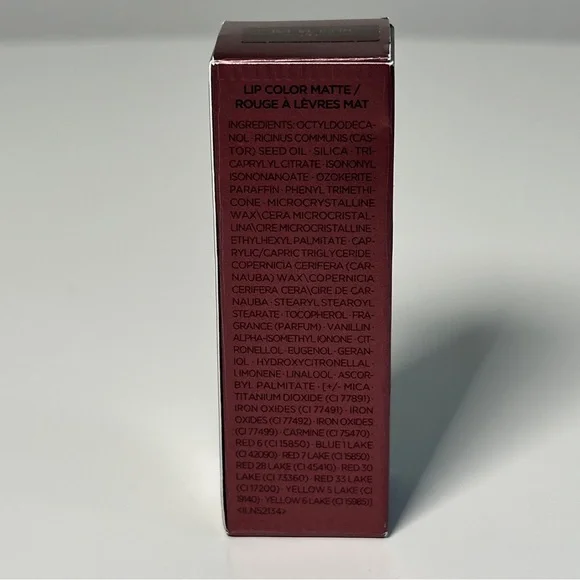 LIP COLOR MATTE /
ROUGE À LÈVRES MAT
INGREDIENTS: OCTYLDODECA-
NOL · RICINUS COMMUNIS (CAS-
TOR) SEED OIL · SILICA · TRI-
CAPRYLYL CITRATE · ISONONYL
ISONONANOATE · OZOKERITE ·
PARAFFIN · PHENYL TRIMETHI-
CONE · MICROCRYSTALLINE
WAX\CERA MICROCRISTAL-
LINA\CIRE MICROCRISTALLINE ·
ETHYLHEXYL PALMITATE · CAP-
RYLIC/CAPRIC TRIGLYCERIDE ·
COPERNICIA CERIFERA (CAR-
NAUBA) WAX\COPERNICIA
CERIFERA CERA\CIRE DE CAR-
NAUBA · STEARYL STEAROYL
STEARATE · TOCOPHEROL · FRA-
GRANCE (PARFUM) · VANILLIN ·
ALPHA-ISOMETHYL IONONE · CIT-
RONELLOL · EUGENOL · GERAN-
IOL · HYDROXYCITRONELLAL ·
LIMONENE · LINALOOL · ASCOR-
BYL PALMITATE · [+/- MICA ·
TITANIUM DIOXIDE (CI 77891) ·
IRON OXIDES (CI 77491) · IRON
OXIDES (CI 77492) · IRON OXIDES
(CI 77499) · CARMINE (CI 75470) ·
RED 6 (CI 15850) · BLUE 1 LAKE
(CI 42090) · RED 7 LAKE (CI 15850) ·
RED 28 LAKE (CI 45410) · RED 30
LAKE (CI 73360) · RED 33 LAKE
(CI 17200) · YELLOW 5 LAKE (CI
19140) · YELLOW 6 LAKE (CI 15985)]
<ILN52134>